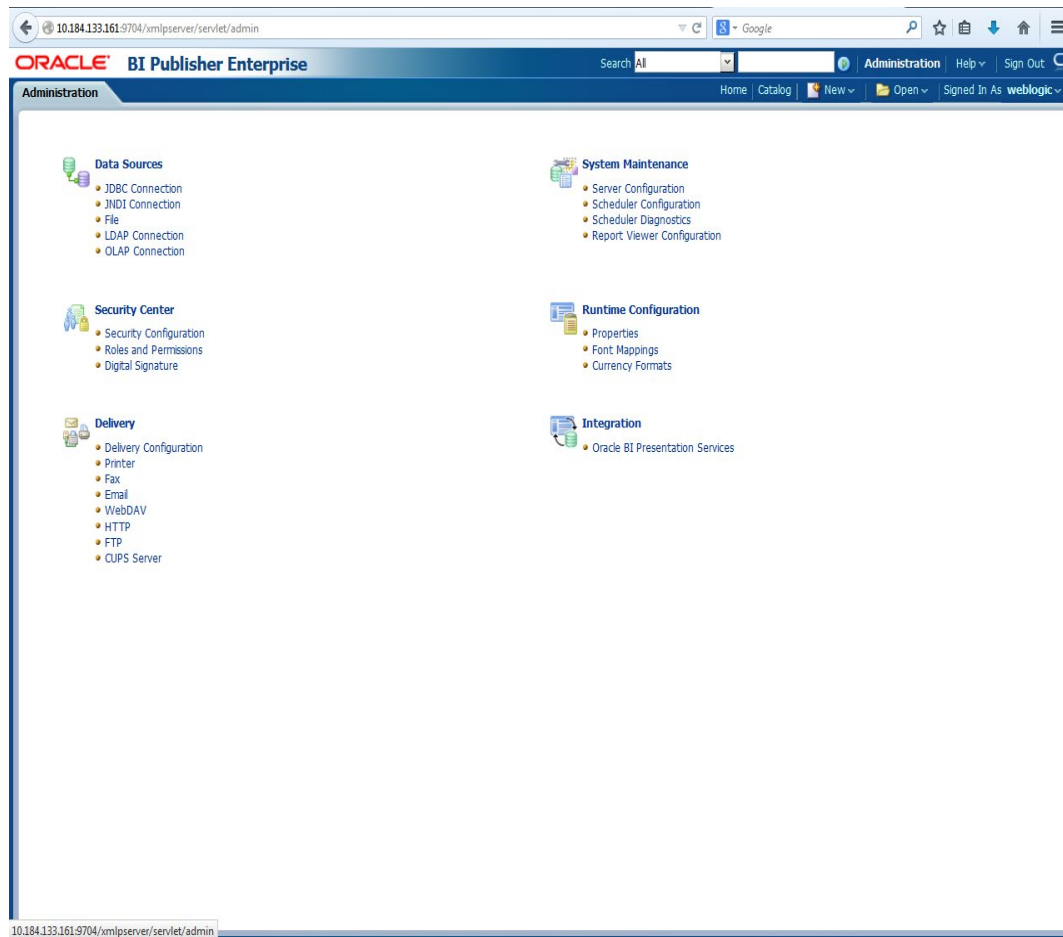 10.184.133.161:9704/xmlpserver/servlet/admin
Google
ORACLE BI Publisher Enterprise
Search All
Administration Help Sign Out
Administration
Home Catalog New Open Signed In As weblogic
Data Sources
JDBC Connection
JNDI Connection
File
LDAP Connection
OLAP Connection
System Maintenance
Server Configuration
Scheduler Configuration
Scheduler Diagnostics
Report Viewer Configuration
Security Center
Security Configuration
Roles and Permissions
Digital Signature
Runtime Configuration
Properties
Font Mappings
Currency Formats
Delivery
Delivery Configuration
Printer
Fax
Email
WebDAV
HTTP
FTP
CUPS Server
Integration
Oracle BI Presentation Services
10.184.133.161:9704/xmlpserver/servlet/admin